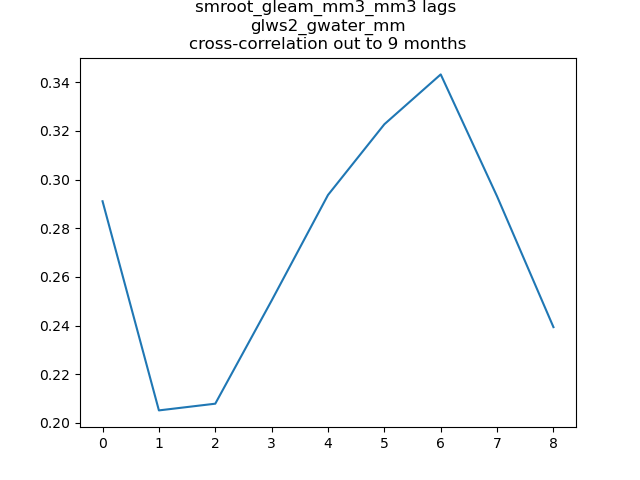 smroot_gleam_mm3_mm3 lags
glws2_gwater_mm
cross-correlation out to 9 months
0.34
0.32
0.30
0.28
0.26
0.24
0.22
0.20
0 1 2 3 4 5 6 7 8